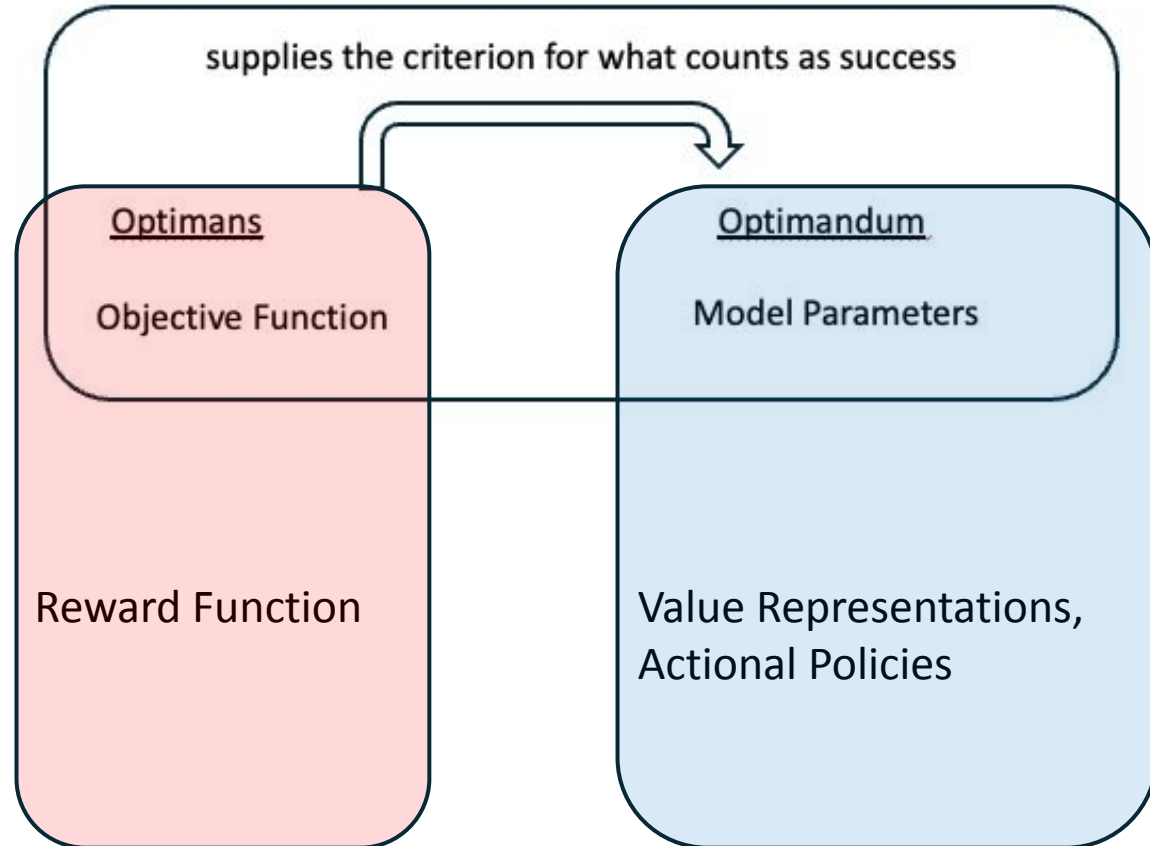 supplies the criterion for what counts as success
Optimans
Optimandum
Objective Function
Model Parameters
Reward Function
Value Representations,
Actional Policies